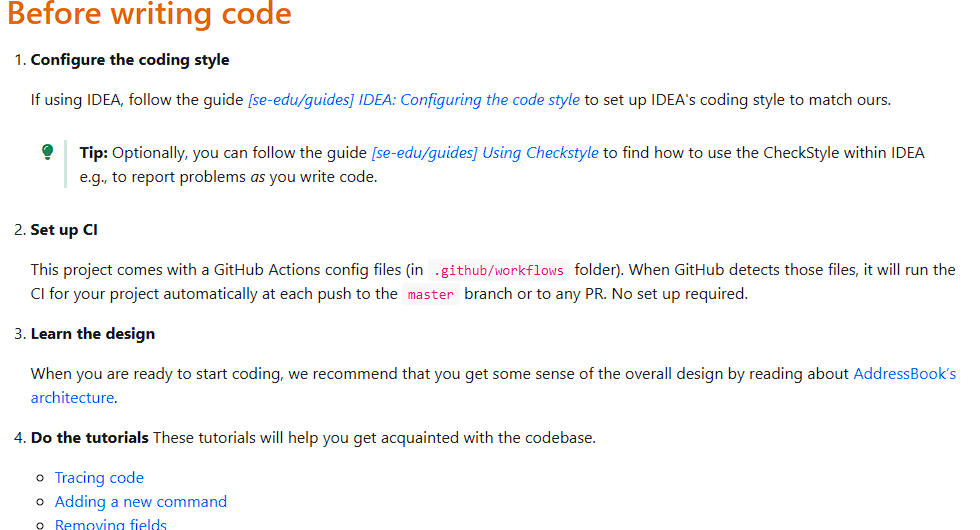 Before writing code
1. Configure the coding style
If using IDEA, follow the guide [se-edu/guides] IDEA: Configuring the code style to set up IDEA's coding style to match ours.
Tip: Optionally, you can follow the guide [se-edu/guides] Using Checkstyle to find how to use the CheckStyle within IDEA
e.g., to report problems as you write code.
2. Set up CI
This project comes with a GitHub Actions config files (in .github/workflows folder). When GitHub detects those files, it will run the
CI for your project automatically at each push to the master branch or to any PR. No set up required.
3. Learn the design
When you are ready to start coding, we recommend that you get some sense of the overall design by reading about AddressBook’s
architecture.
4. Do the tutorials These tutorials will help you get acquainted with the codebase.
Tracing code
Adding a new command
Removing fields